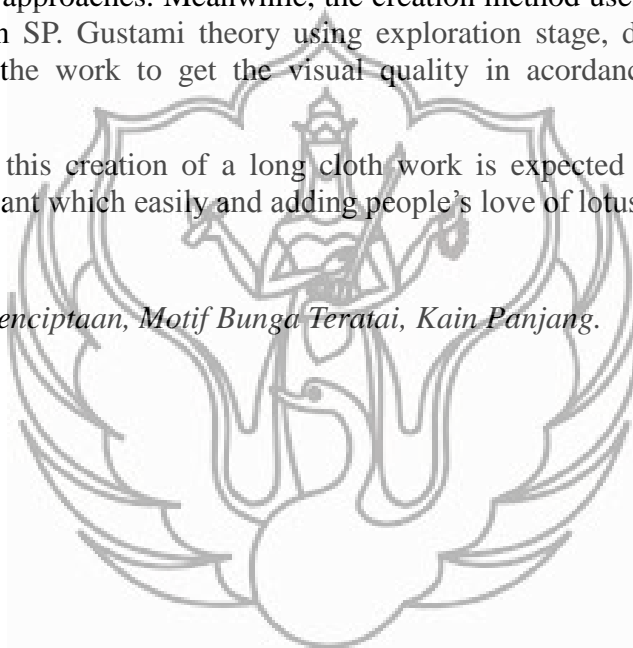 approaches. Meanwhile, the creation method use
SP. Gustami theory using exploration stage, d
the work to get the visual quality in acordanc
this creation of a long cloth work is expected
ant which easily and adding people's love of lotus
enciptaan, Motif Bunga Teratai, Kain Panjang.